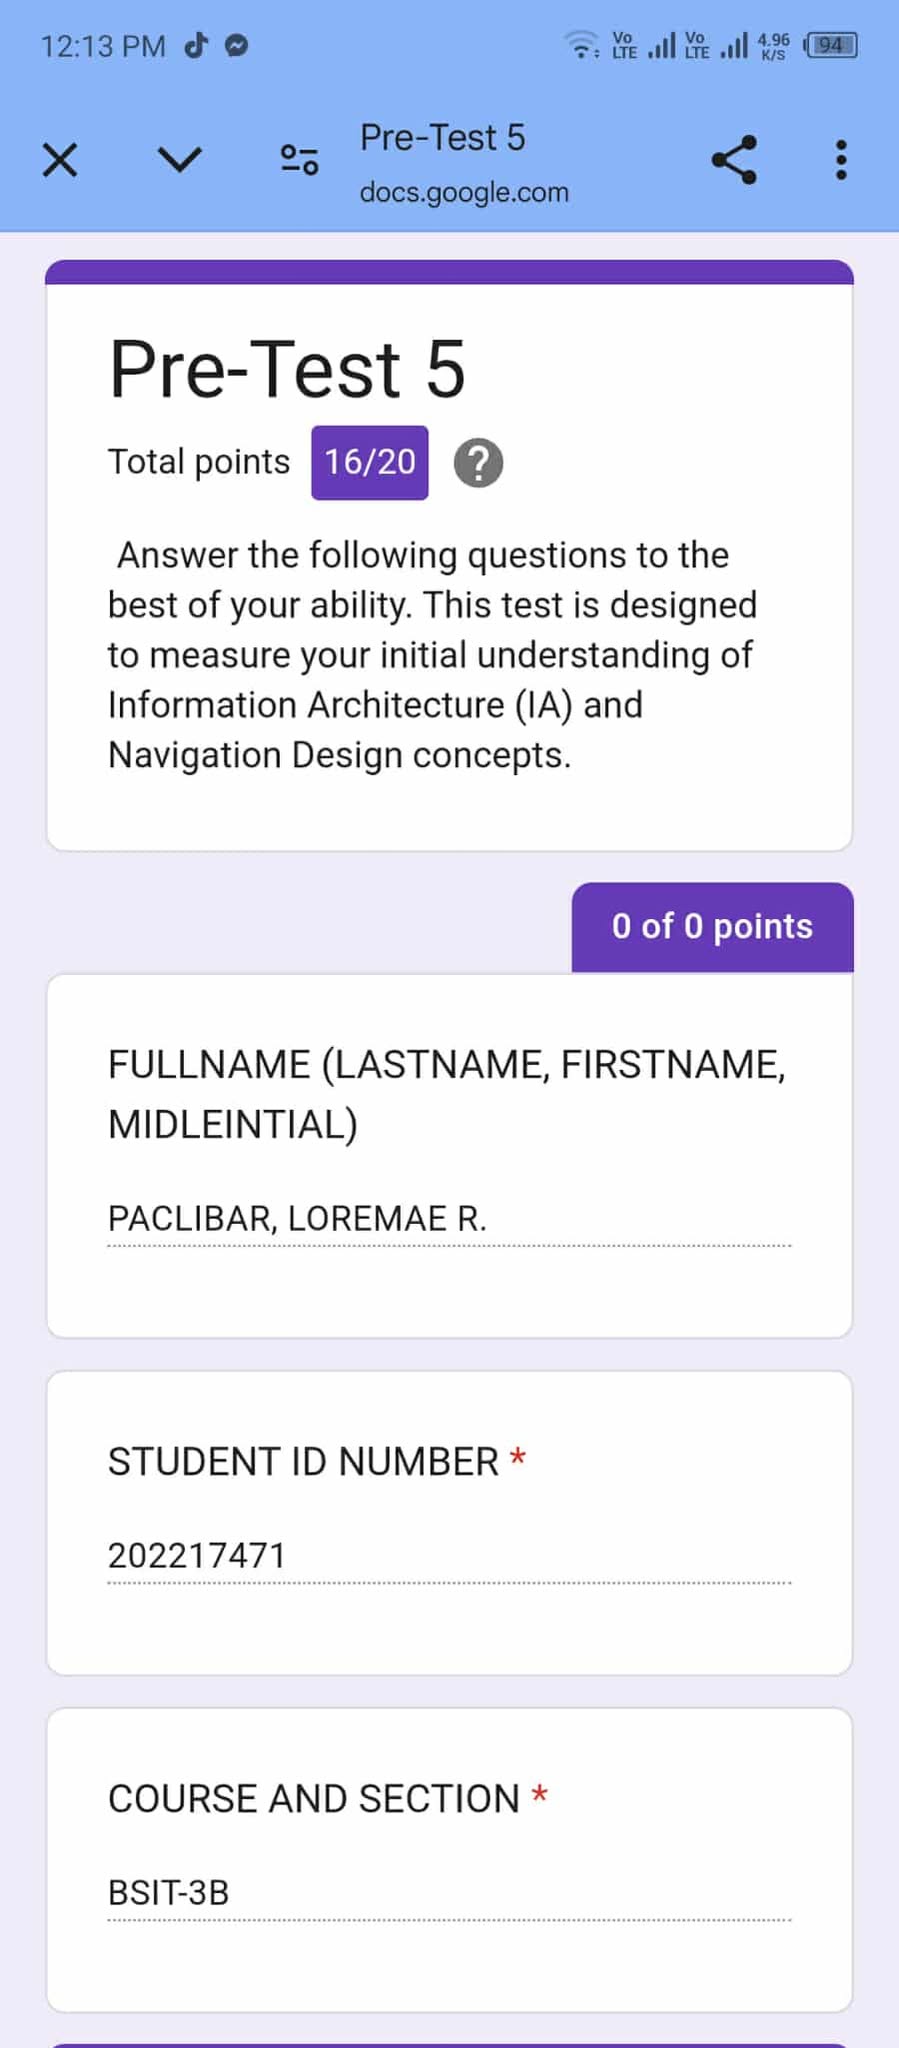 12:13 PM
Vo LTE
Vo LTE
4.96 K/S
94
Pre-Test 5
docs.google.com
Pre-Test 5
Total points 16/20 ?
Answer the following questions to the
best of your ability. This test is designed
to measure your initial understanding of
Information Architecture (IA) and
Navigation Design concepts.
0 of 0 points
FULLNAME (LASTNAME, FIRSTNAME,
MIDLEINTIAL)
PACLIBAR, LOREMAE R.
STUDENT ID NUMBER *
202217471
COURSE AND SECTION *
BSIT-3B